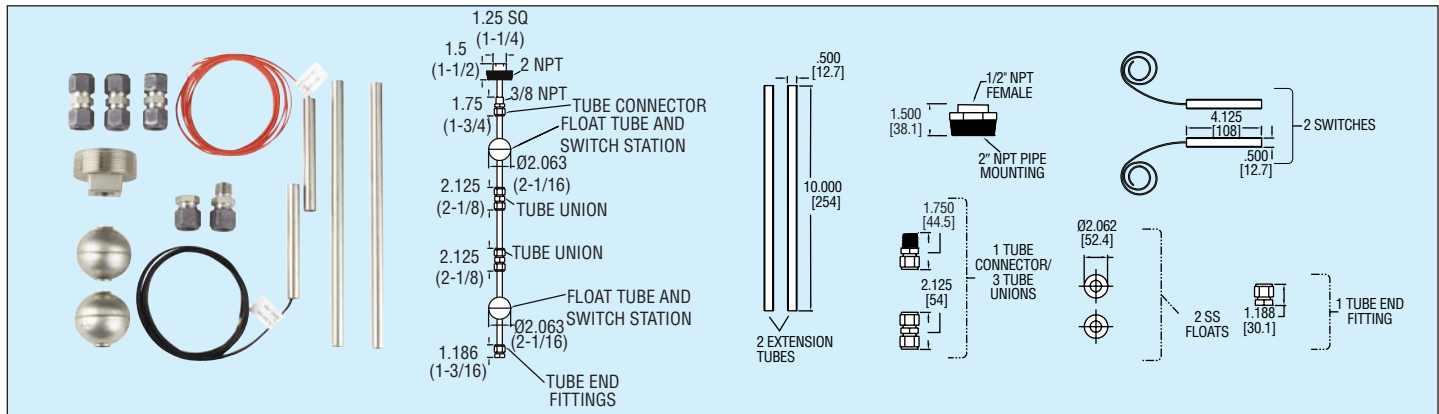 1.25 SQ
(1-1/4)
1.5
(1-1/2)
2 NPT
3/8 NPT
1.75
(1-3/4)
TUBE CONNECTOR
FLOAT TUBE AND
SWITCH STATION
Ø2.063
(2-1/16)
2.125
(2-1/8)
TUBE UNION
TUBE UNION
2.125
(2-1/8)
FLOAT TUBE AND
SWITCH STATION
Ø2.063
(2-1/16)
1.186
(1-3/16)
TUBE END
FITTINGS
.500
[12.7]
10.000
[254]
2 EXTENSION
TUBES
1/2" NPT
FEMALE
1.500
[38.1]
2" NPT PIPE
MOUNTING
4.125
[108]
.500
[12.7]
2 SWITCHES
1.750
[44.5]
2.125
[54]
1 TUBE
CONNECTOR/
3 TUBE
UNIONS
Ø2.062
[52.4]
2 SS
FLOATS
1.188
[30.1]
1 TUBE END
FITTING